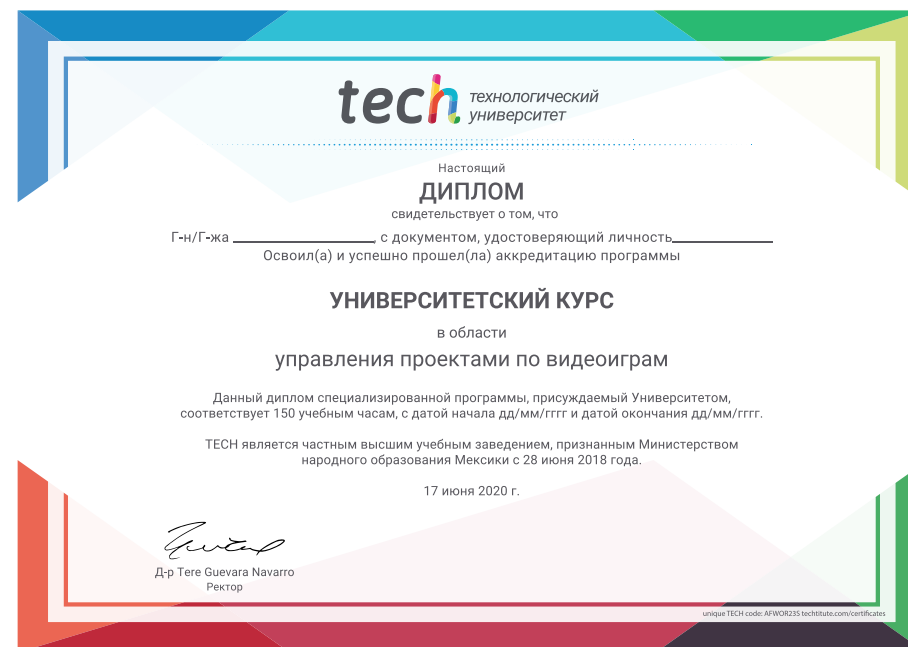 tech технологический
университет
Настоящий
ДИПЛОМ
свидетельствует о том, что
Г-н/Г-жа ____________________, с документом, удостоверяющий личность______________
Освоил(а) и успешно прошел(ла) аккредитацию программы
УНИВЕРСИТЕТСКИЙ КУРС
в области
управления проектами по видеоиграм
Данный диплом специализированной программы, присуждаемый Университетом,
соответствует 150 учебным часам, с датой начала дд/мм/гггг и датой окончания дд/мм/гггг.
TECH является частным высшим учебным заведением, признанным Министерством
народного образования Мексики с 28 июня 2018 года.
17 июня 2020 г.
Д-р Tere Guevara Navarro
Ректор
unique TECH code: AFWOR23S techtitute.com/certificates